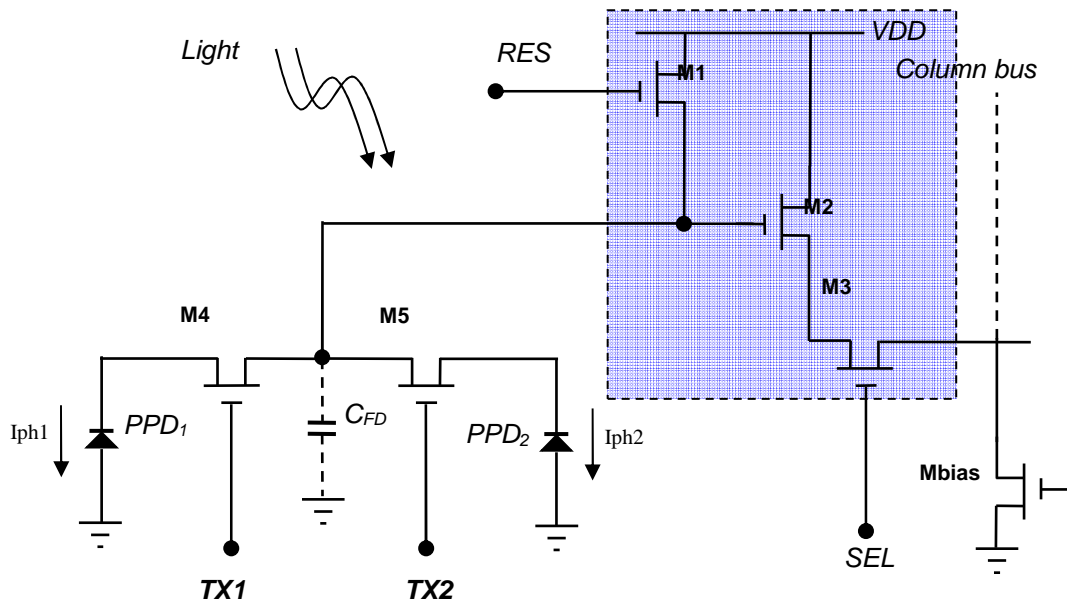 VDD
Light
RES
M1
Column bus
M2
M3
M4
M5
CFD
PPD1
PPD2
Iph1
Iph2
Mbias
SEL
TX1
TX2